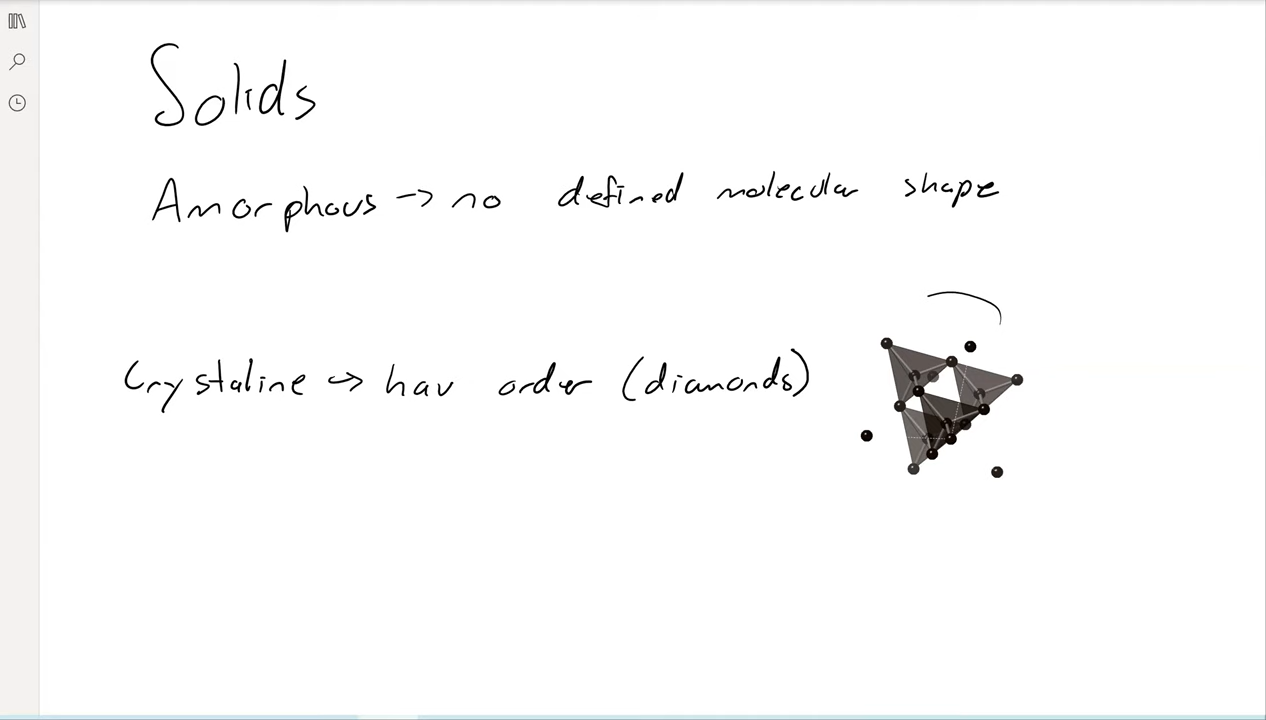 Solids
Amorphous → no defined molecular shape
Crystaline → hav order (diamonds)